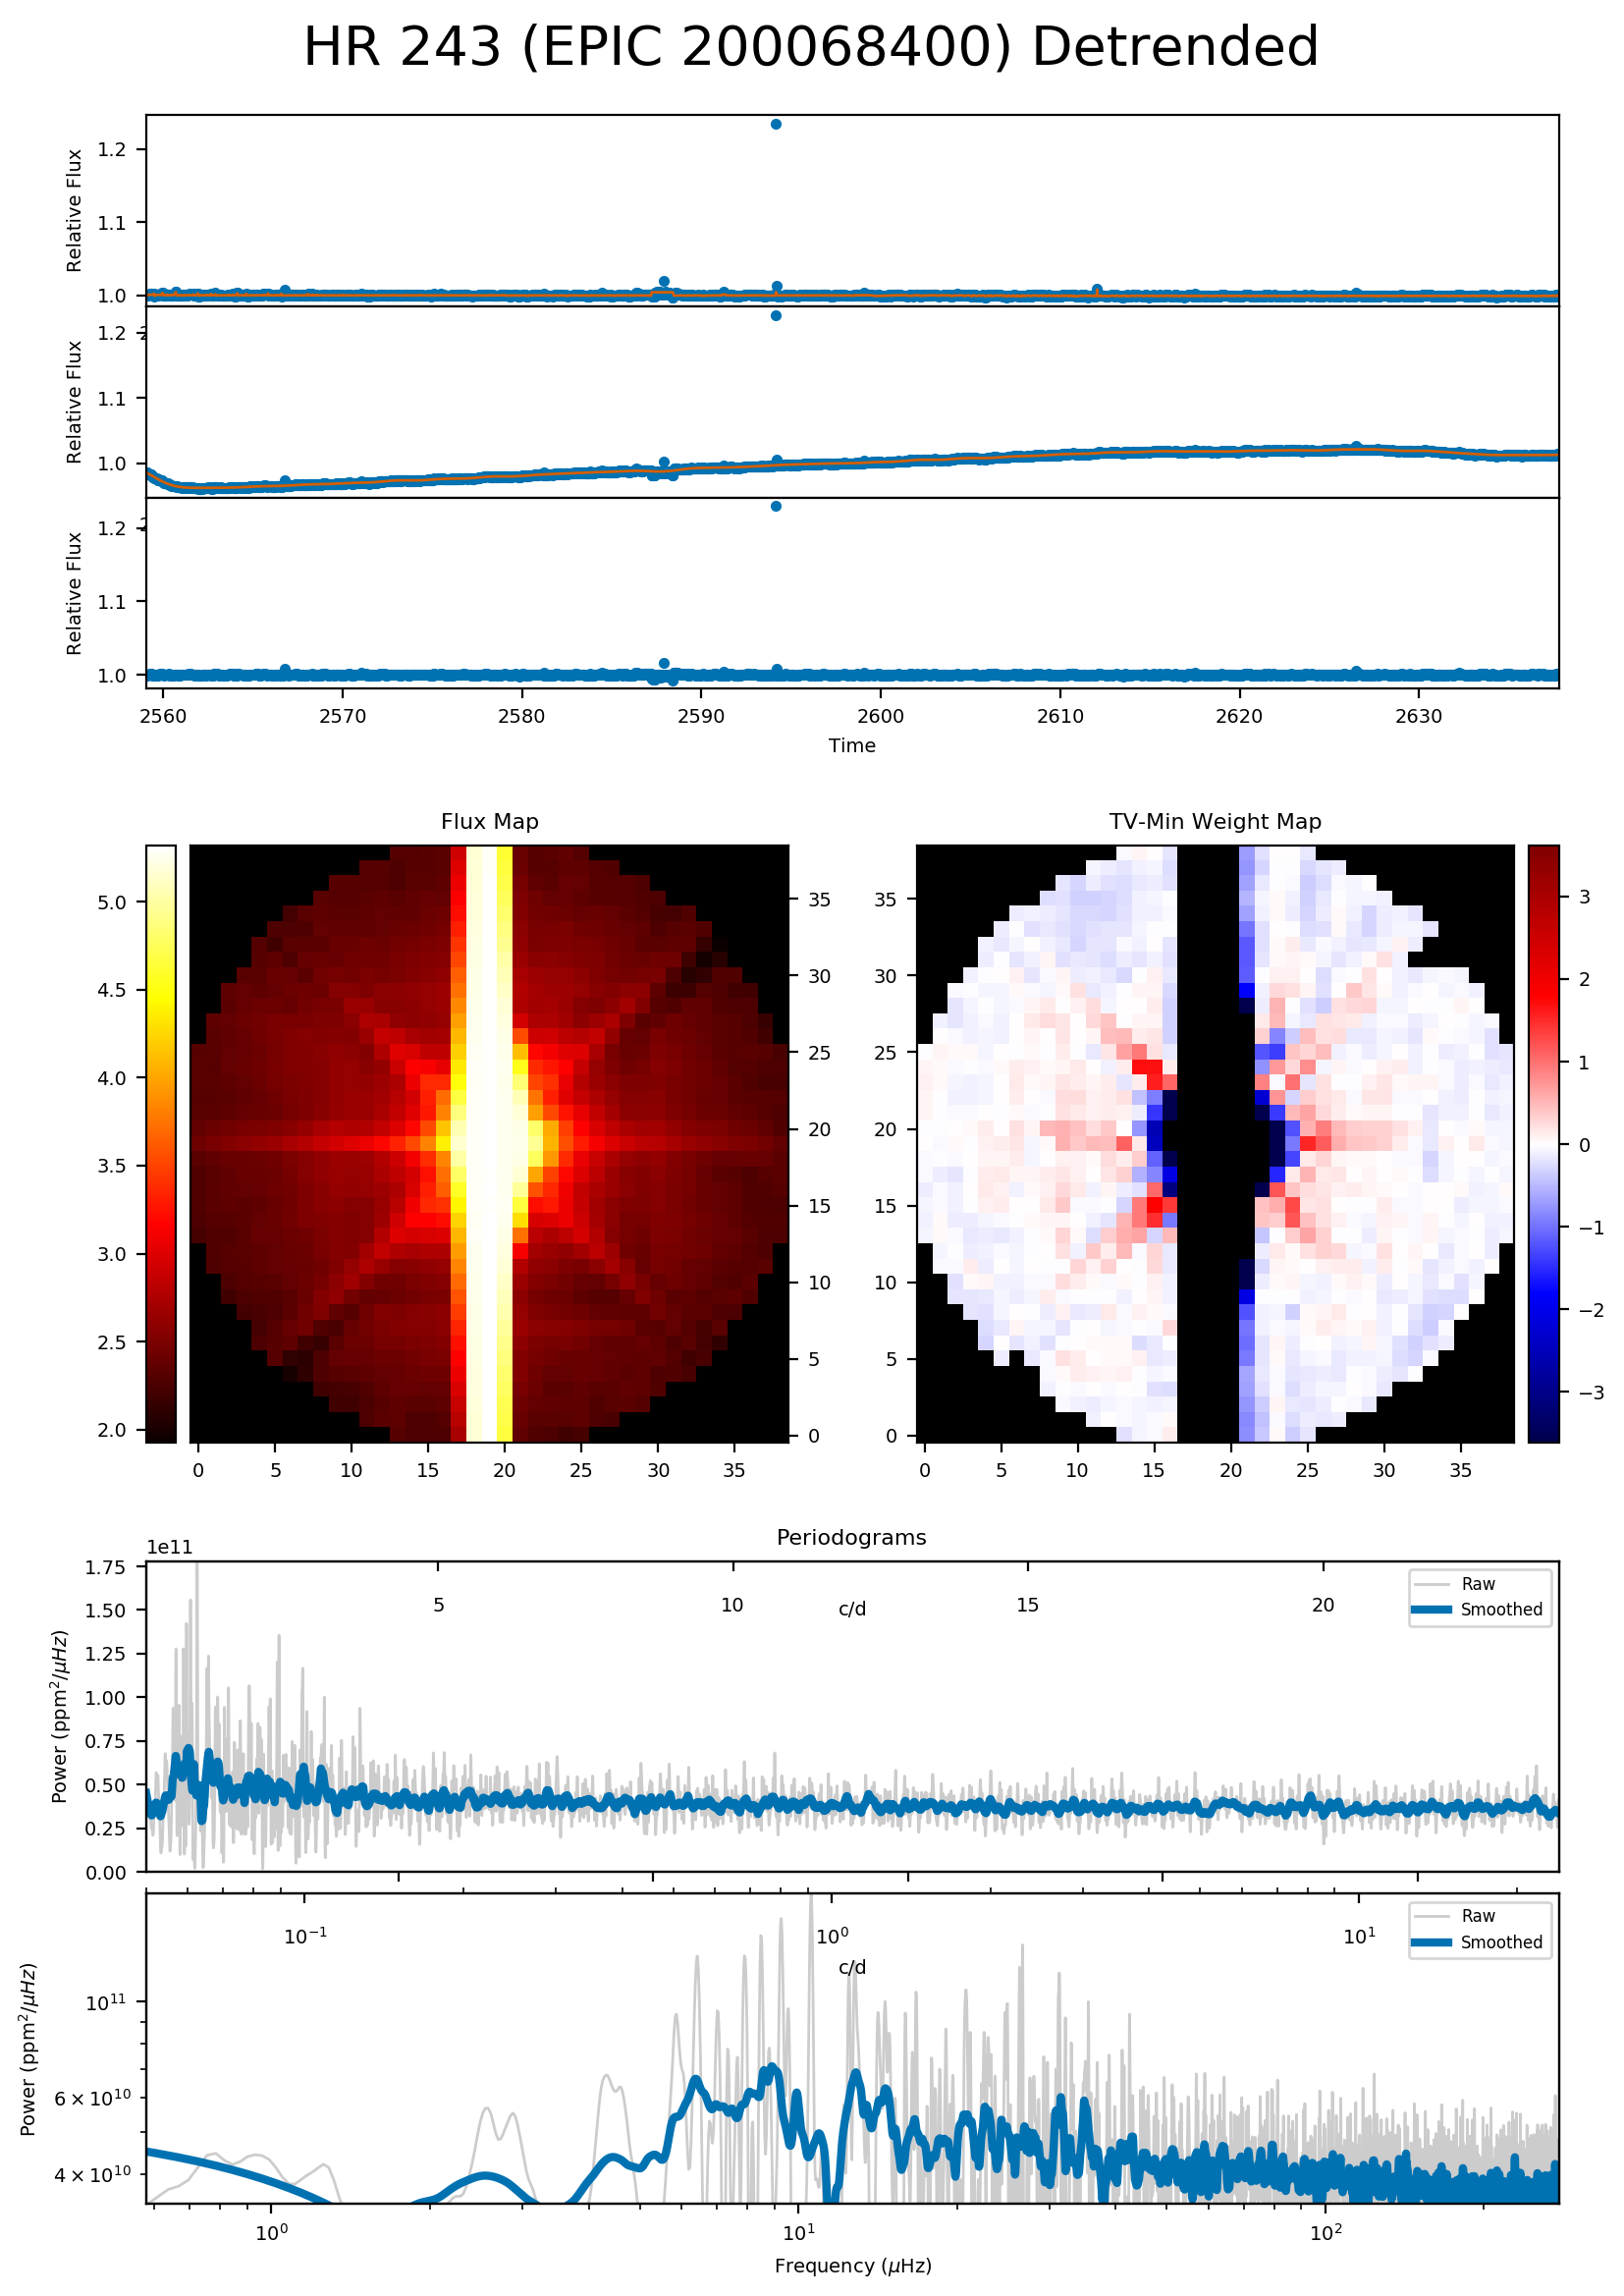 HR 243 (EPIC 200068400) Detrended
Relative Flux
1.2
1.1
1.0
Relative Flux
1.2
1.1
1.0
Relative Flux
1.2
1.1
1.0
2560 2570 2580 2590 2600 2610 2620 2630
Time
Flux Map
5.0
4.5
4.0
3.5
3.0
2.5
2.0
35
30
25
20
15
10
5
0
0 5 10 15 20 25 30 35
TV-Min Weight Map
35
30
25
20
15
10
5
0
0 5 10 15 20 25 30 35
3
2
1
0
−1
−2
−3
Periodograms
1e11
Power (ppm²/μHz)
1.75
1.50
1.25
1.00
0.75
0.50
0.25
0.00
5 10 15 20
c/d
Raw
Smoothed
Power (ppm²/μHz)
10¹¹
6 × 10¹⁰
4 × 10¹⁰
10⁻¹ 10⁰ 10¹
c/d
Raw
Smoothed
10⁰ 10¹ 10²
Frequency (μHz)